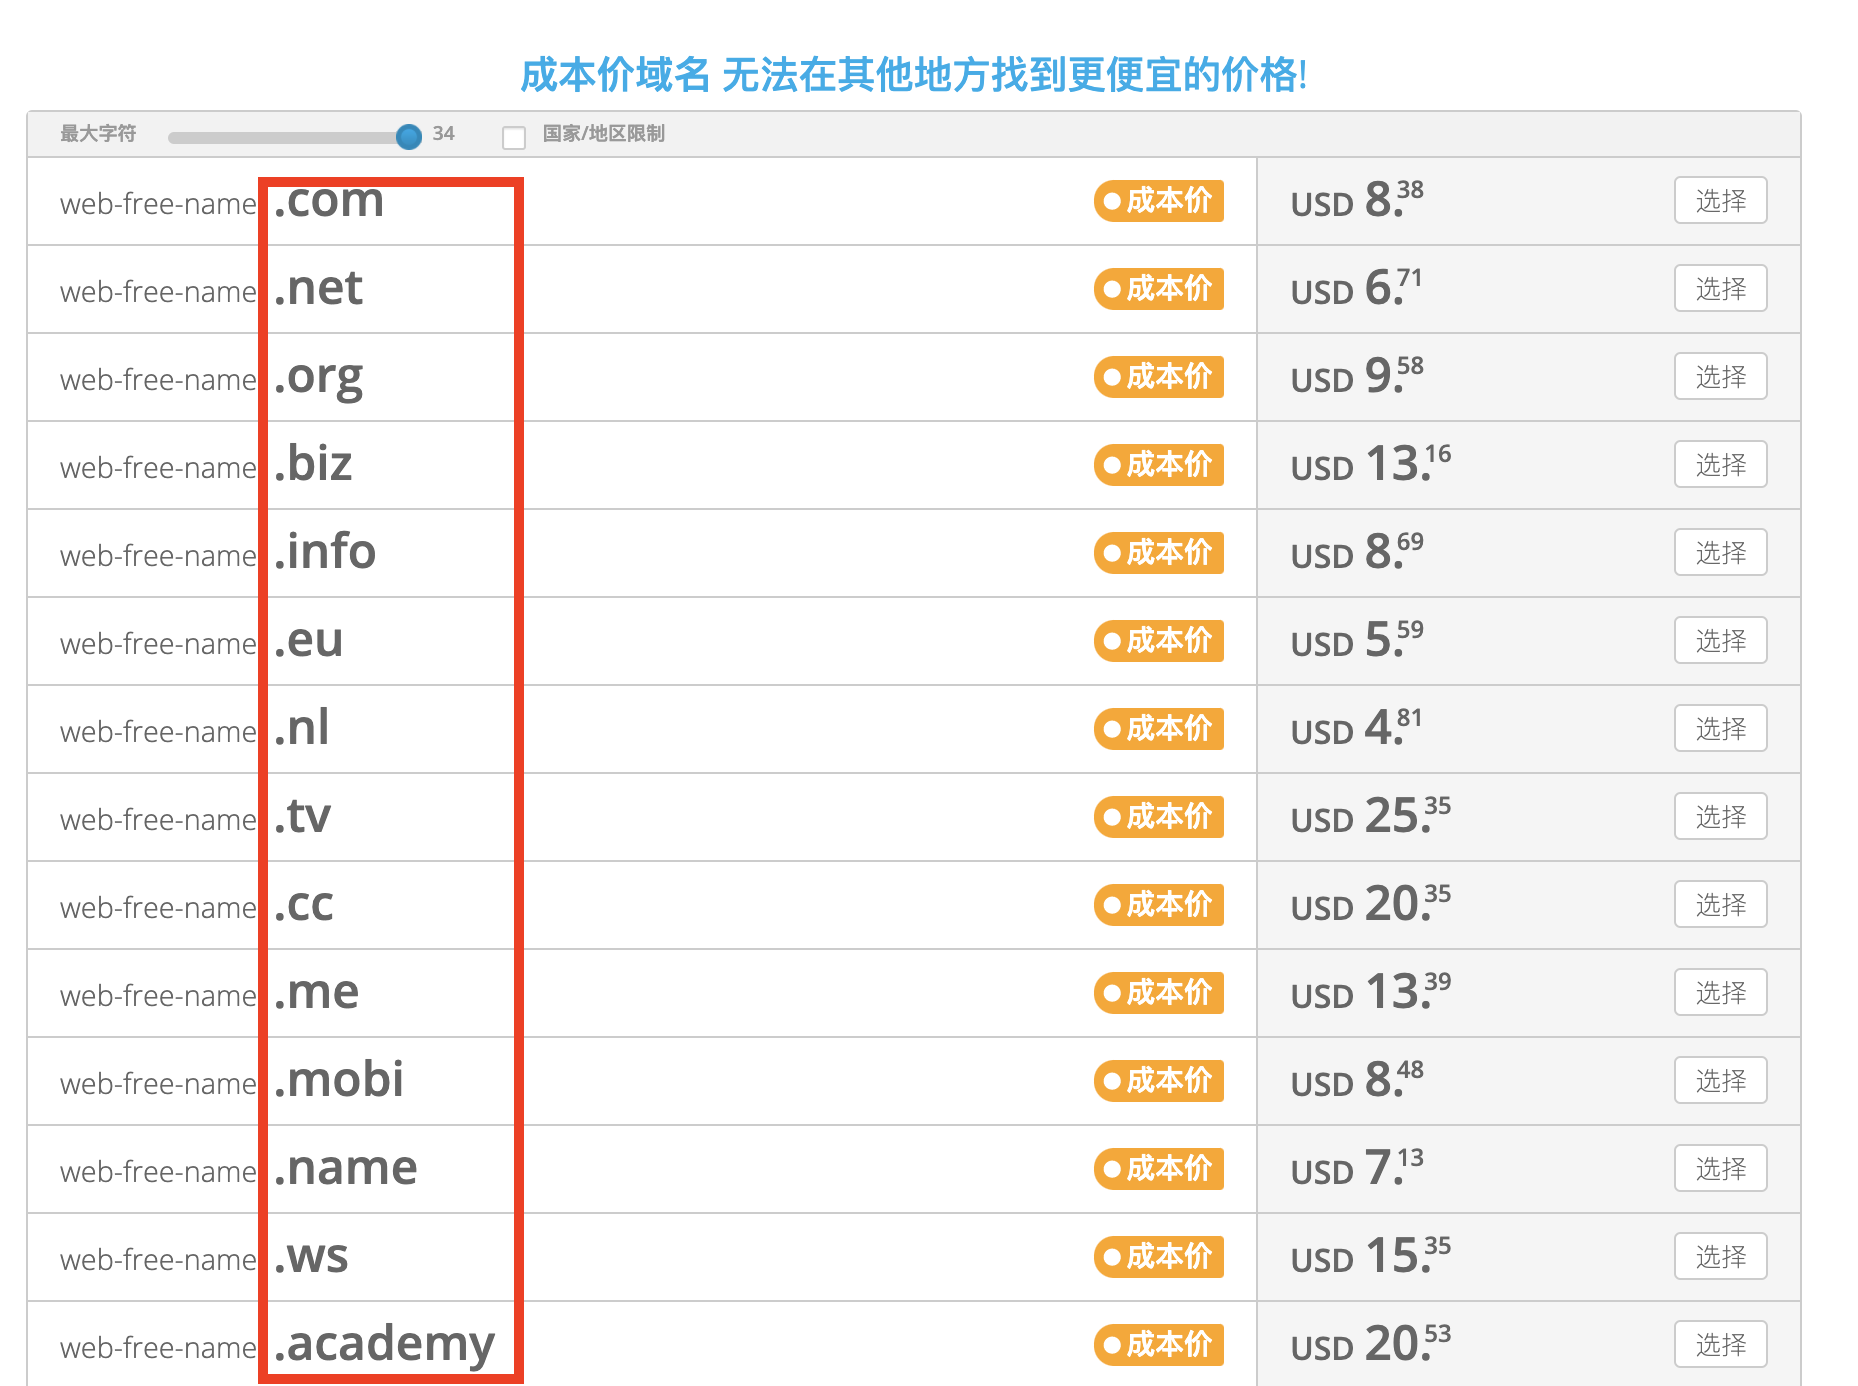 成本价域名 无法在其他地方找到更便宜的价格!
最大字符 34 国家/地区限制
web-free-name .com 成本价 USD 8.38 选择
web-free-name .net 成本价 USD 6.71 选择
web-free-name .org 成本价 USD 9.58 选择
web-free-name .biz 成本价 USD 13.16 选择
web-free-name .info 成本价 USD 8.69 选择
web-free-name .eu 成本价 USD 5.59 选择
web-free-name .nl 成本价 USD 4.81 选择
web-free-name .tv 成本价 USD 25.35 选择
web-free-name .cc 成本价 USD 20.35 选择
web-free-name .me 成本价 USD 13.39 选择
web-free-name .mobi 成本价 USD 8.48 选择
web-free-name .name 成本价 USD 7.13 选择
web-free-name .ws 成本价 USD 15.35 选择
web-free-name .academy 成本价 USD 20.53 选择